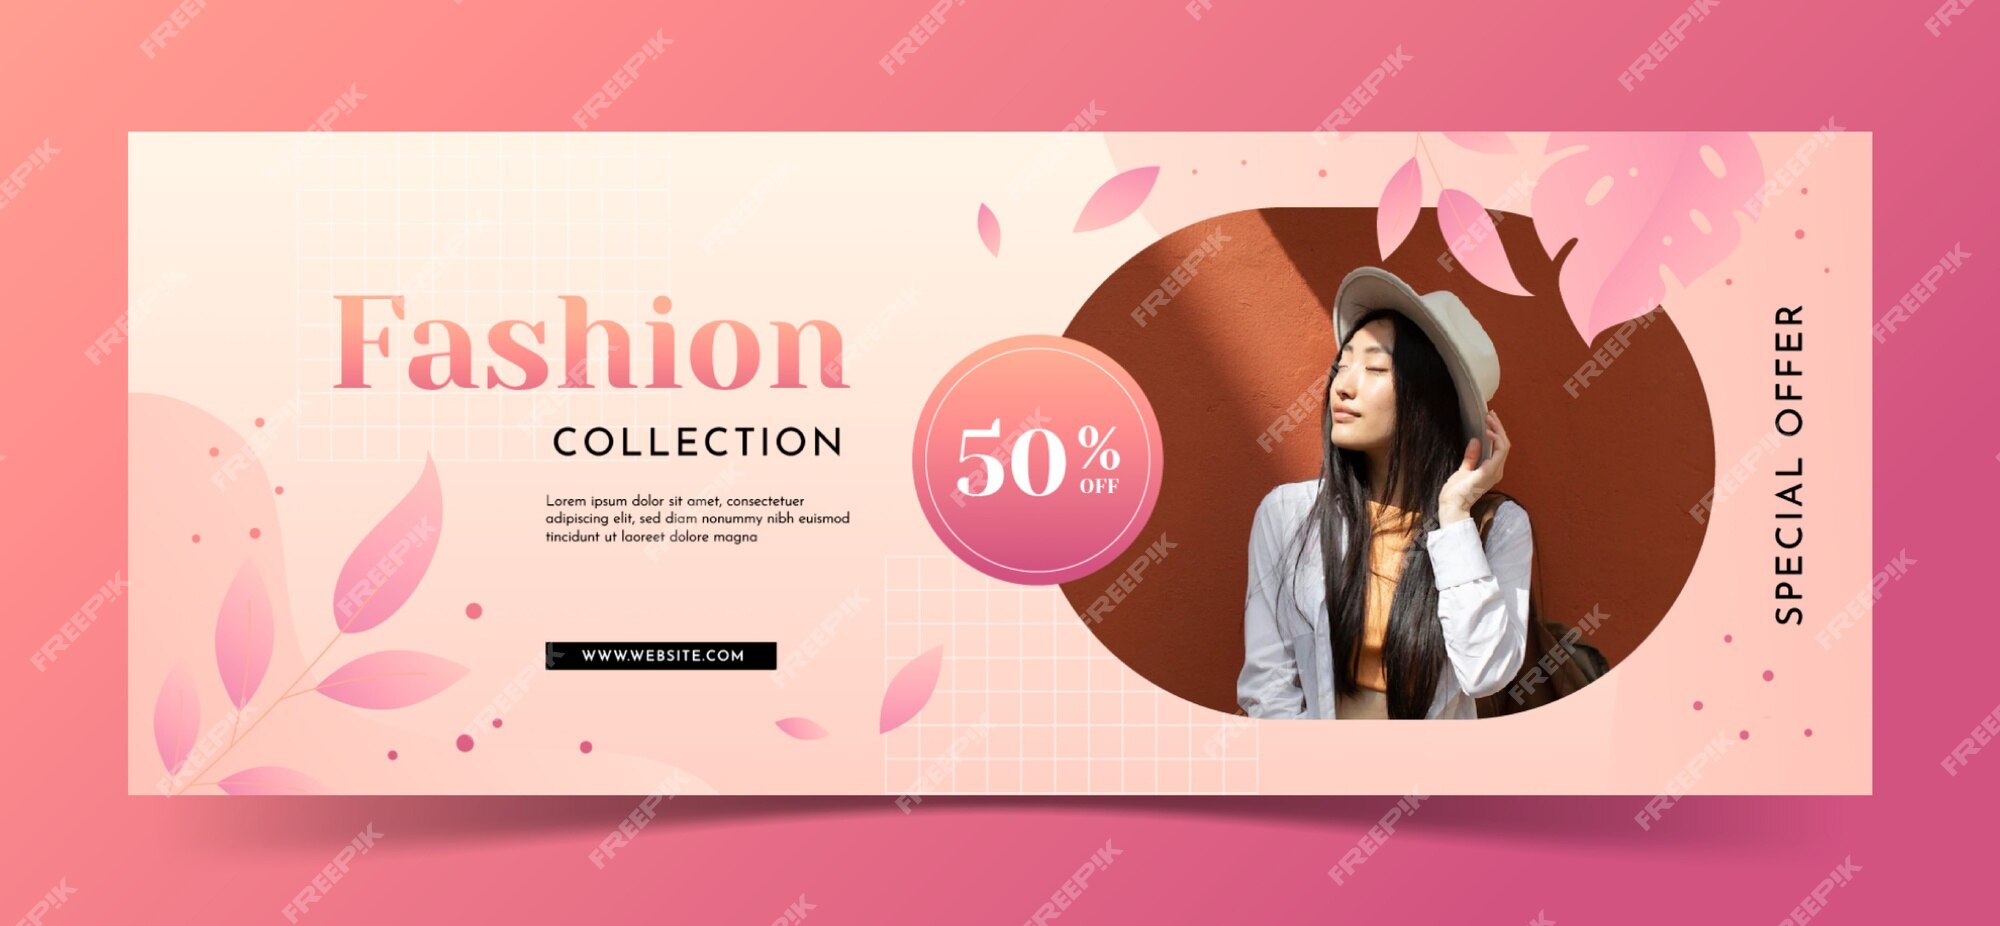 Fashion
COLLECTION
Lorem ipsum dolor sit amet, consectetuer
adipiscing elit, sed diam nonummy nibh euismod
tincidunt ut laoreet dolore magna
WWW.WEBSITE.COM
50%
OFF
SPECIAL OFFER
FREEPIK